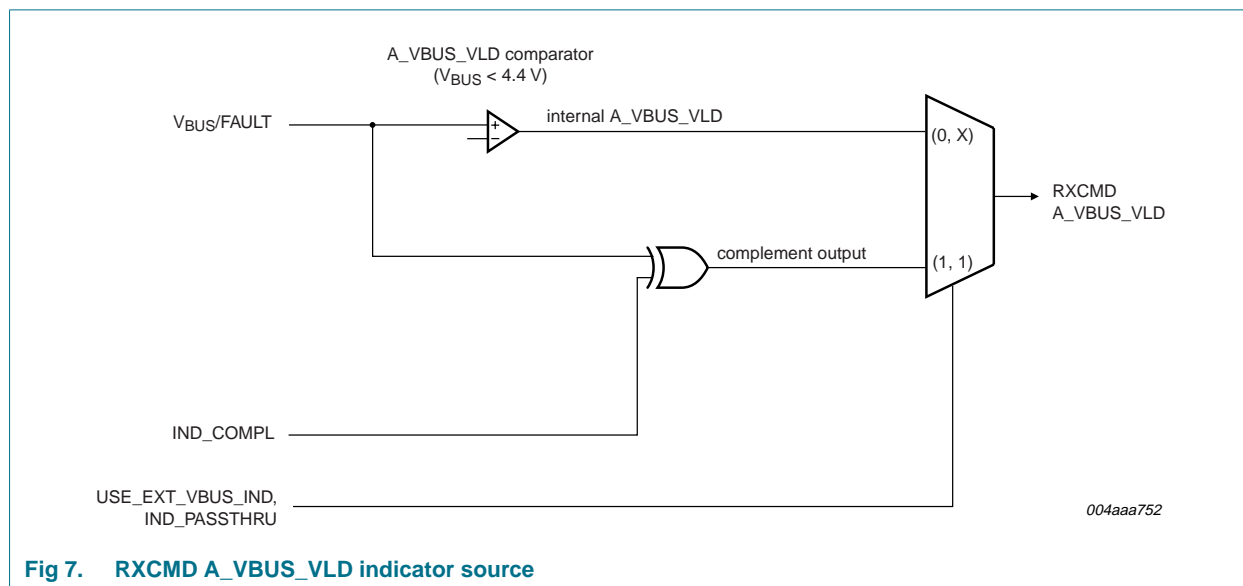 A_VBUS_VLD comparator
(VBUS < 4.4 V)
VBUS/FAULT
+
−
internal A_VBUS_VLD
(0, X)
RXCMD
A_VBUS_VLD
complement output
(1, 1)
IND_COMPL
USE_EXT_VBUS_IND,
IND_PASSTHRU
004aaa752
Fig 7. RXCMD A_VBUS_VLD indicator source